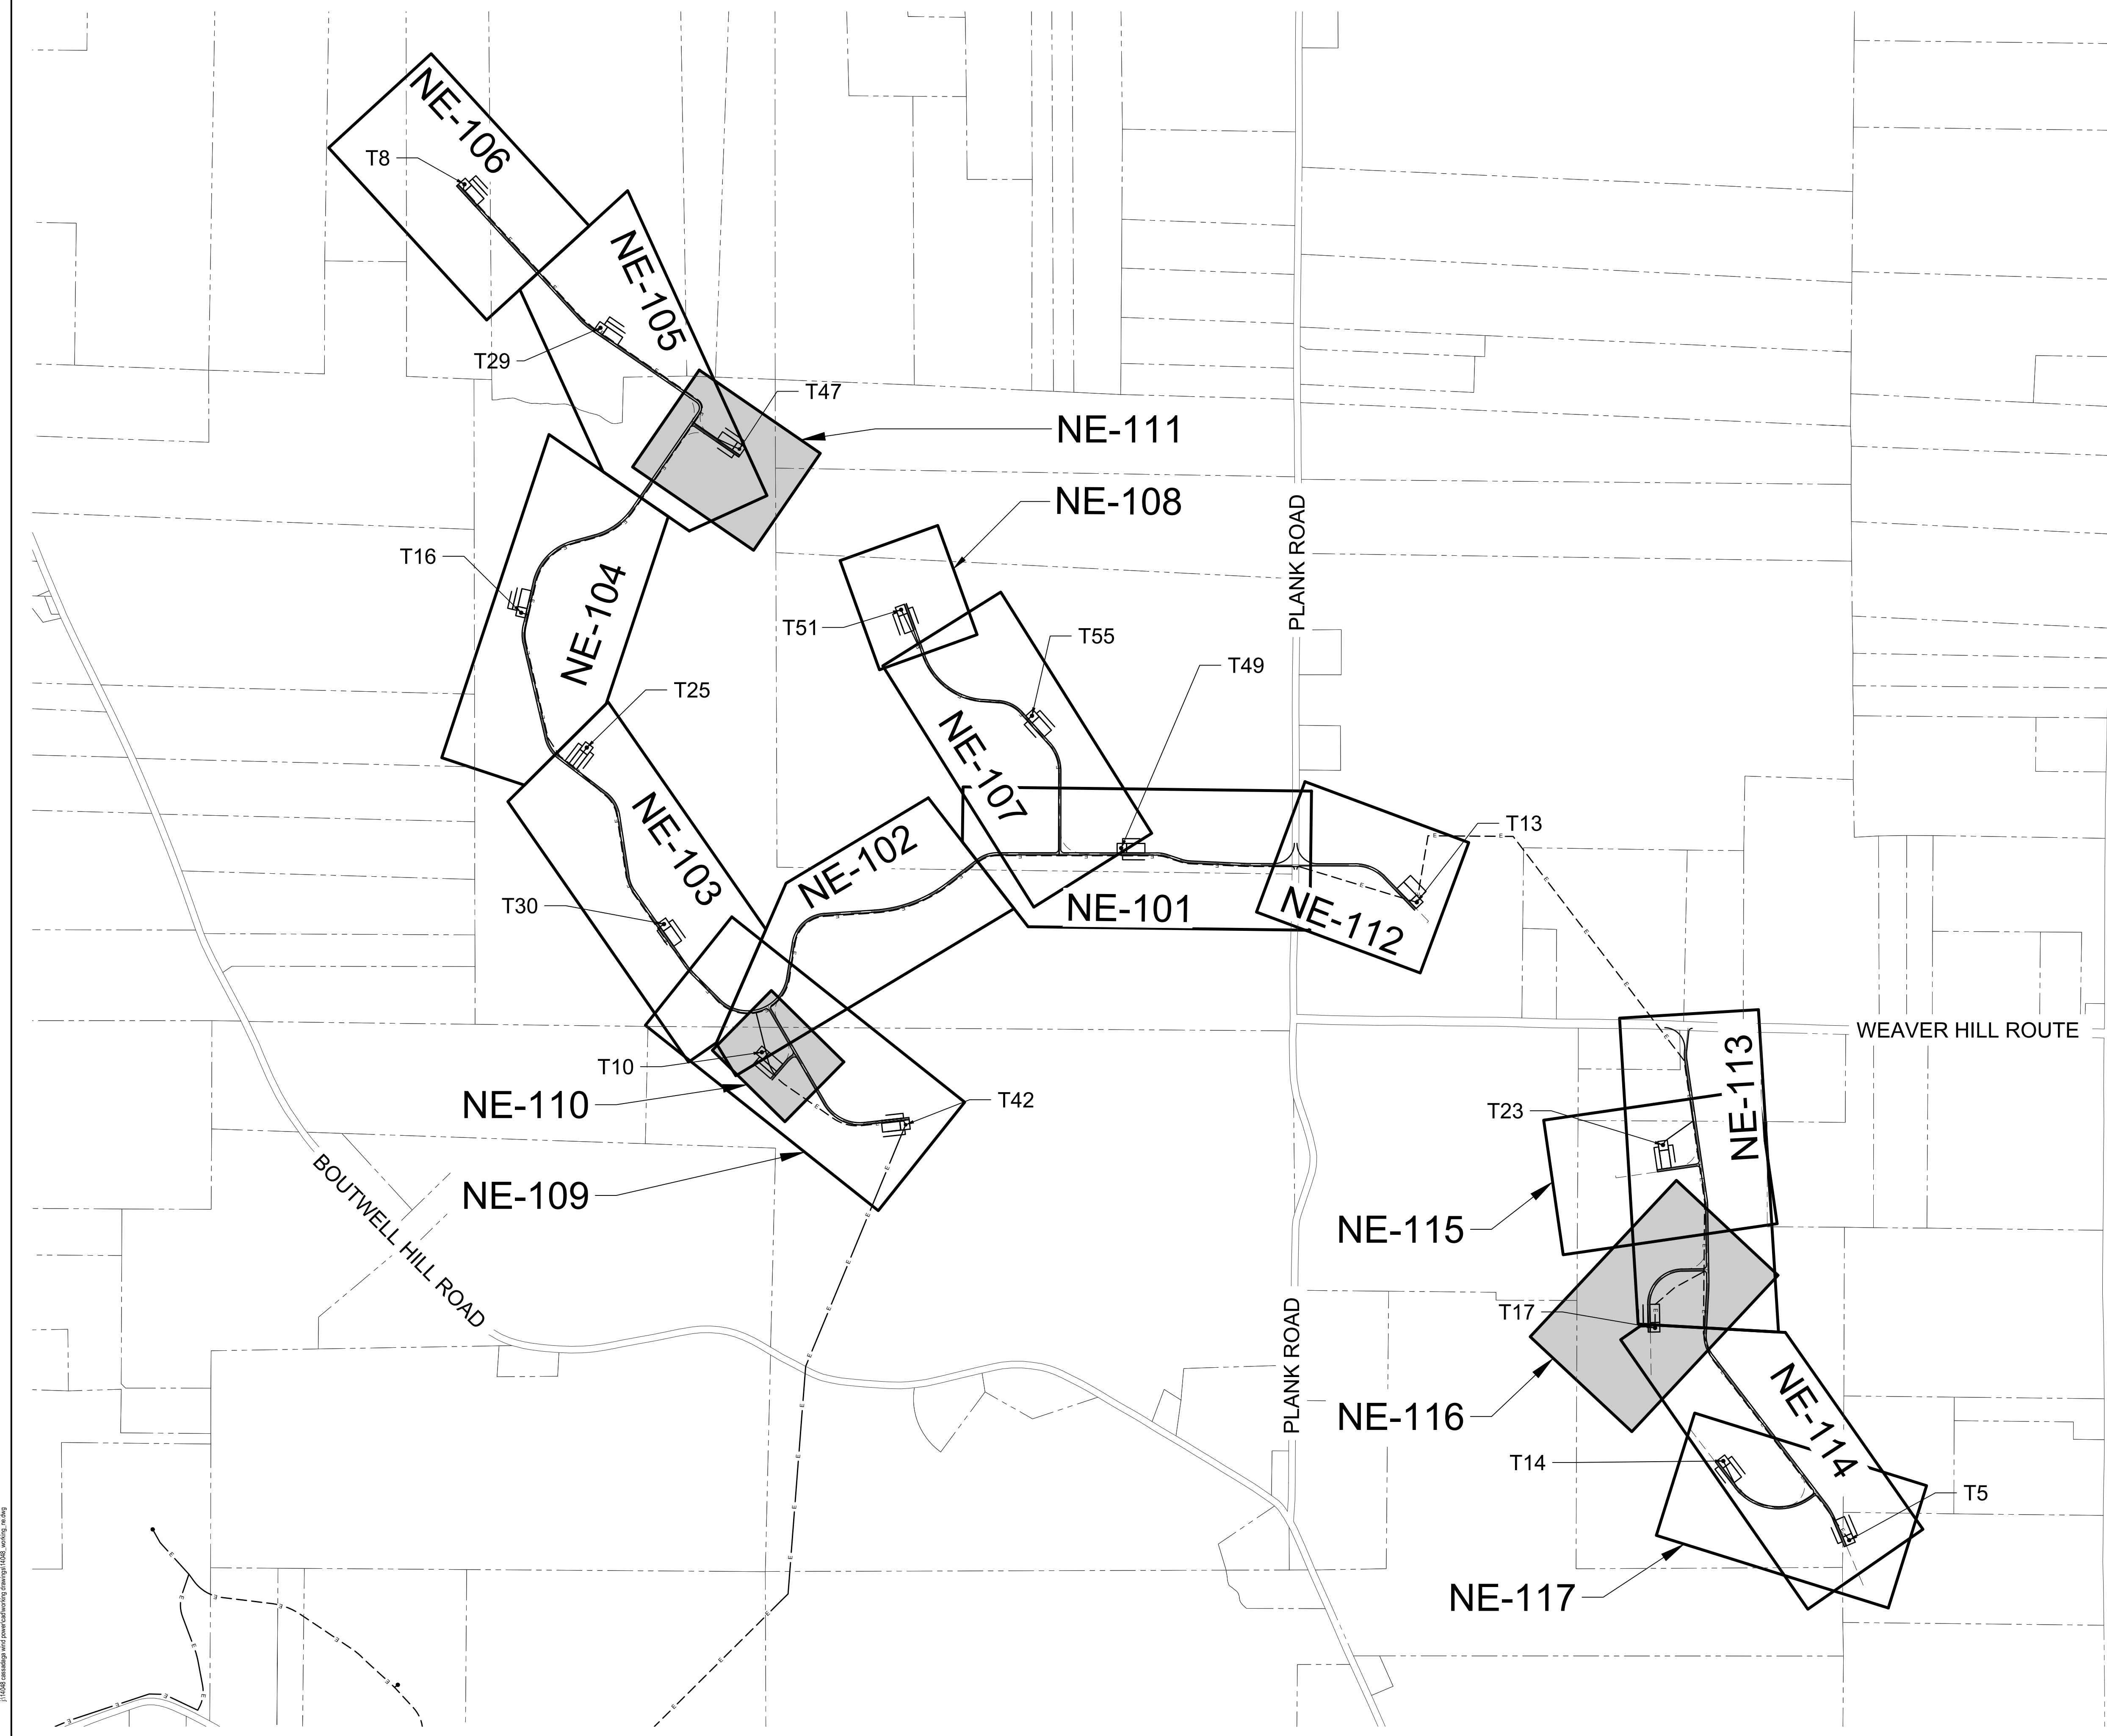 NE-106
T8
NE-105
T29
T47
NE-111
NE-108
PLANK ROAD
T16
NE-104
T51
T55
T49
T25
NE-107
NE-103
NE-102
T13
T30
NE-101
NE-112
WEAVER HILL ROUTE
NE-113
T10
NE-110
T42
T23
NE-109
BOUTWELL HILL ROAD
NE-115
T17
PLANK ROAD
NE-116
NE-114
T14
T5
NE-117